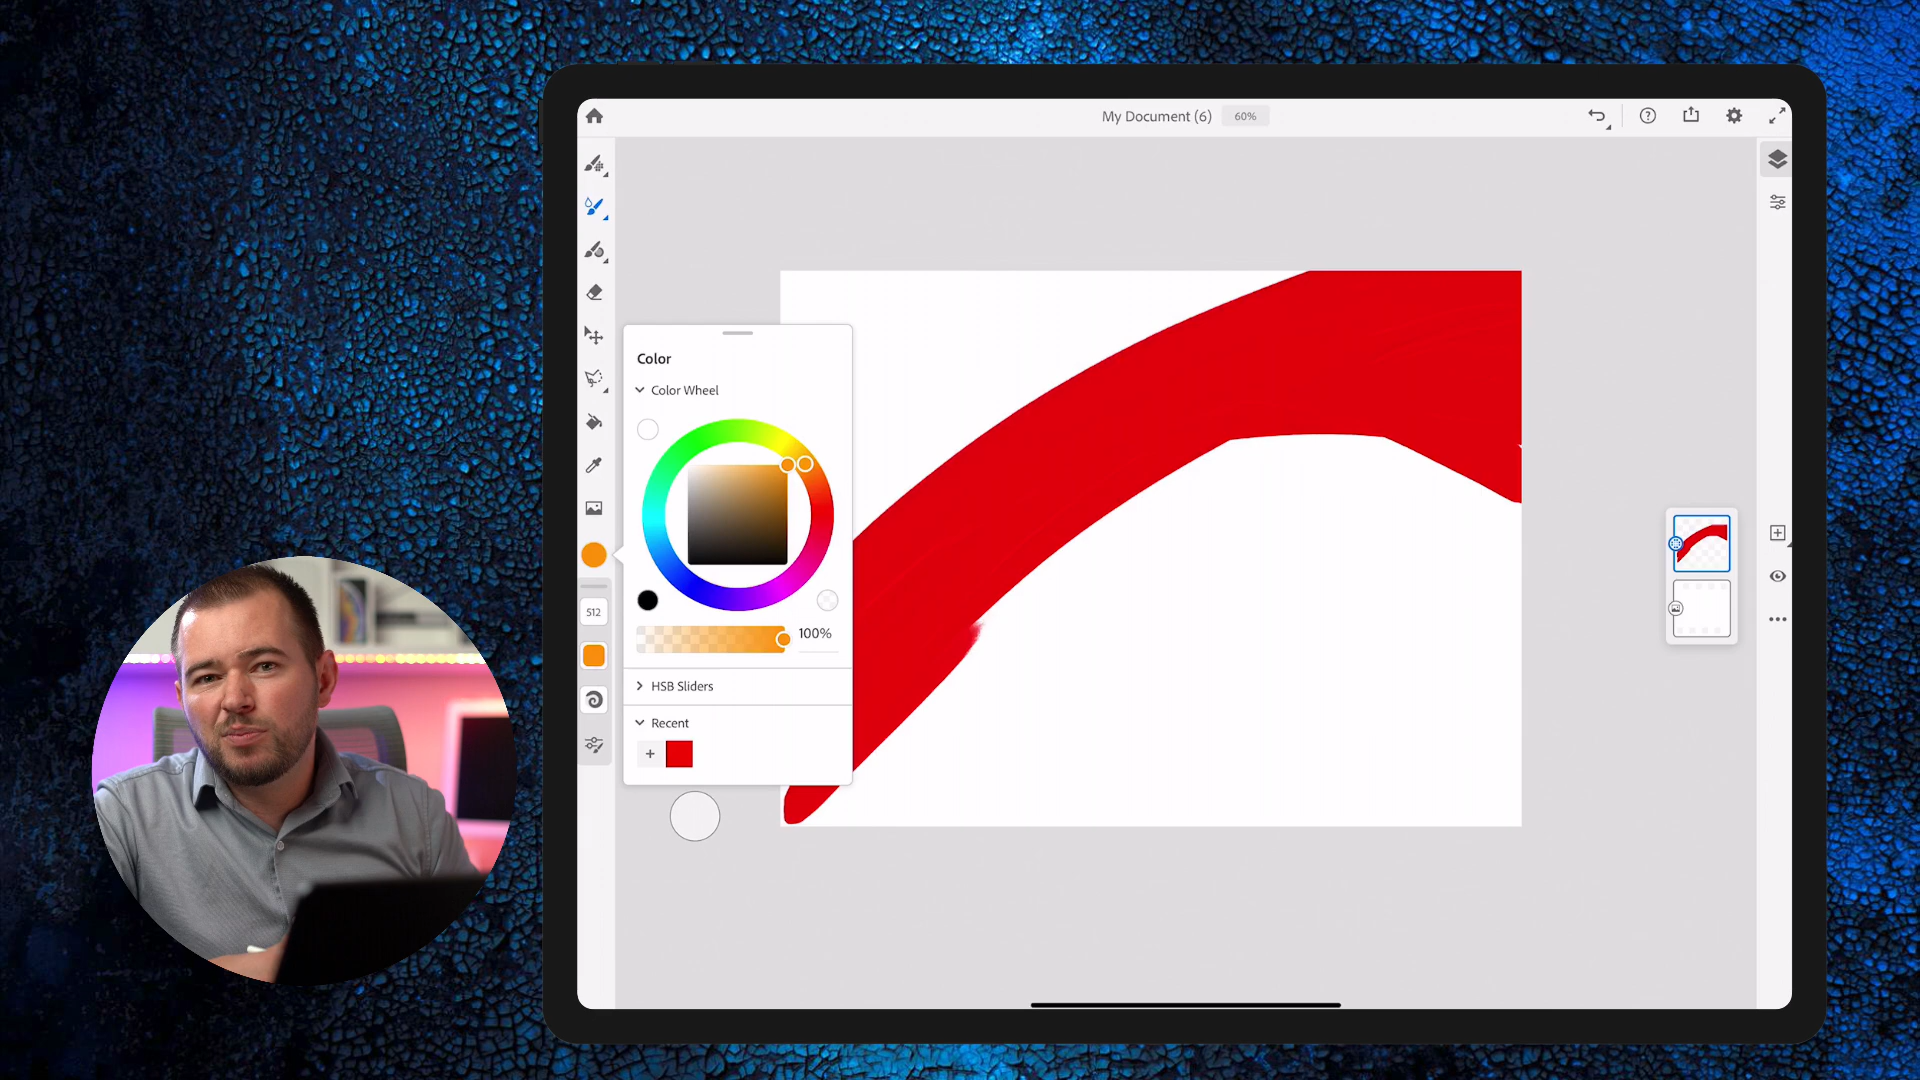 My Document (6) 60%
Color
Color Wheel
512
100%
HSB Sliders
Recent